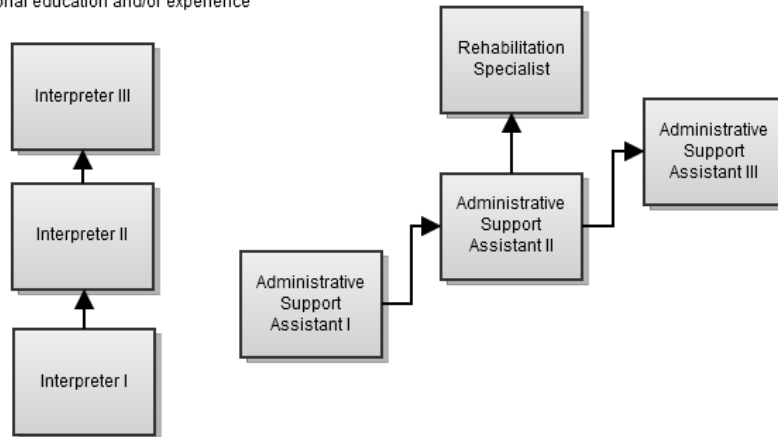 education and/or experience
Interpreter III
Interpreter II
Interpreter I
Rehabilitation
Specialist
Administrative
Support
Assistant III
Administrative
Support
Assistant II
Administrative
Support
Assistant I